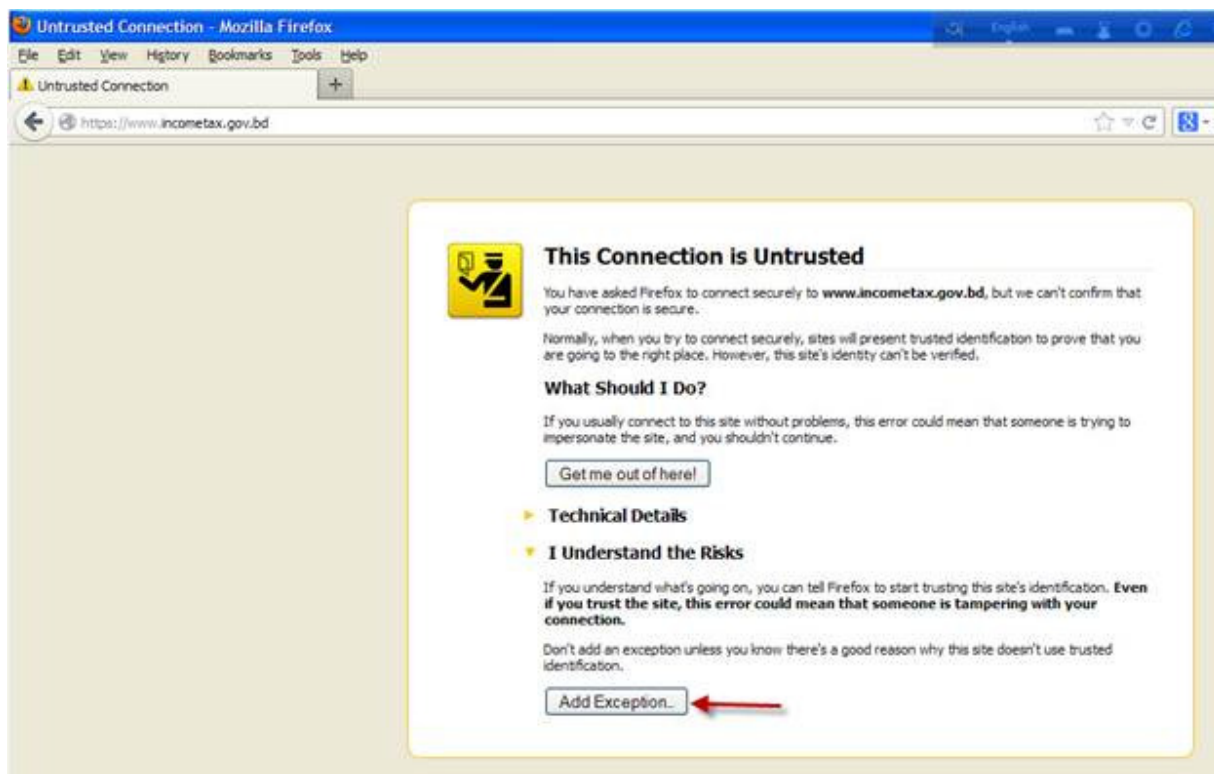 Untrusted Connection - Mozilla Firefox
English
File Edit View History Bookmarks Tools Help
Untrusted Connection
https://www.incometax.gov.bd
This Connection is Untrusted
You have asked Firefox to connect securely to www.incometax.gov.bd, but we can't confirm that
your connection is secure.
Normally, when you try to connect securely, sites will present trusted identification to prove that you
are going to the right place. However, this site's identity can't be verified.
What Should I Do?
If you usually connect to this site without problems, this error could mean that someone is trying to
impersonate the site, and you shouldn't continue.
Get me out of here!
Technical Details
I Understand the Risks
If you understand what's going on, you can tell Firefox to start trusting this site's identification. Even
if you trust the site, this error could mean that someone is tampering with your
connection.
Don't add an exception unless you know there's a good reason why this site doesn't use trusted
identification.
Add Exception..